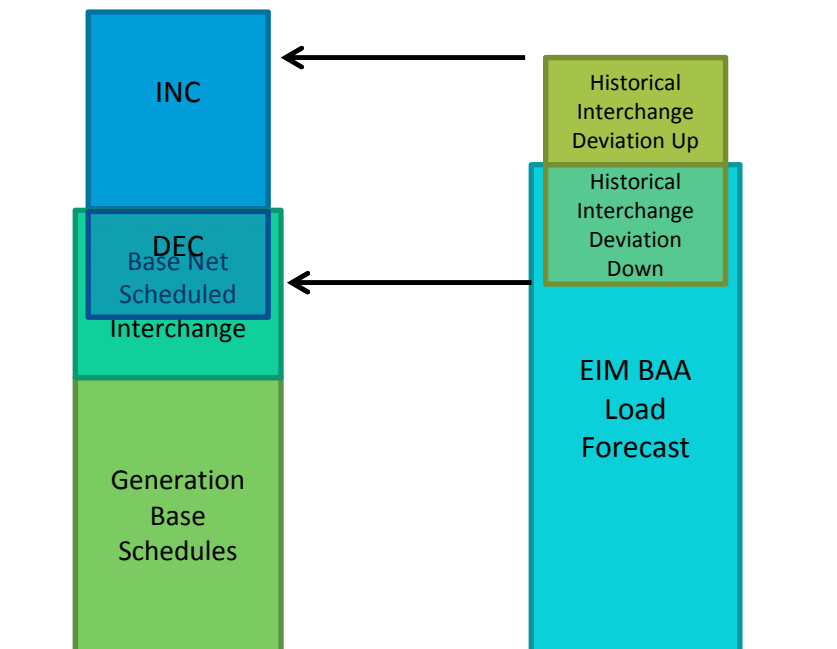 INC
DEC
Base Net
Scheduled
Interchange
Generation
Base
Schedules
Historical
Interchange
Deviation Up
Historical
Interchange
Deviation
Down
EIM BAA
Load
Forecast